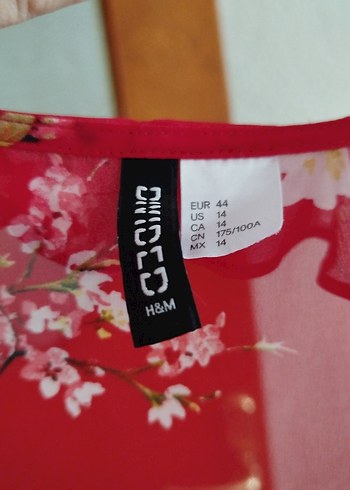 DIVIDED
H&M
EUR 44
US 14
CA 14
CN 175/100A
MX 14